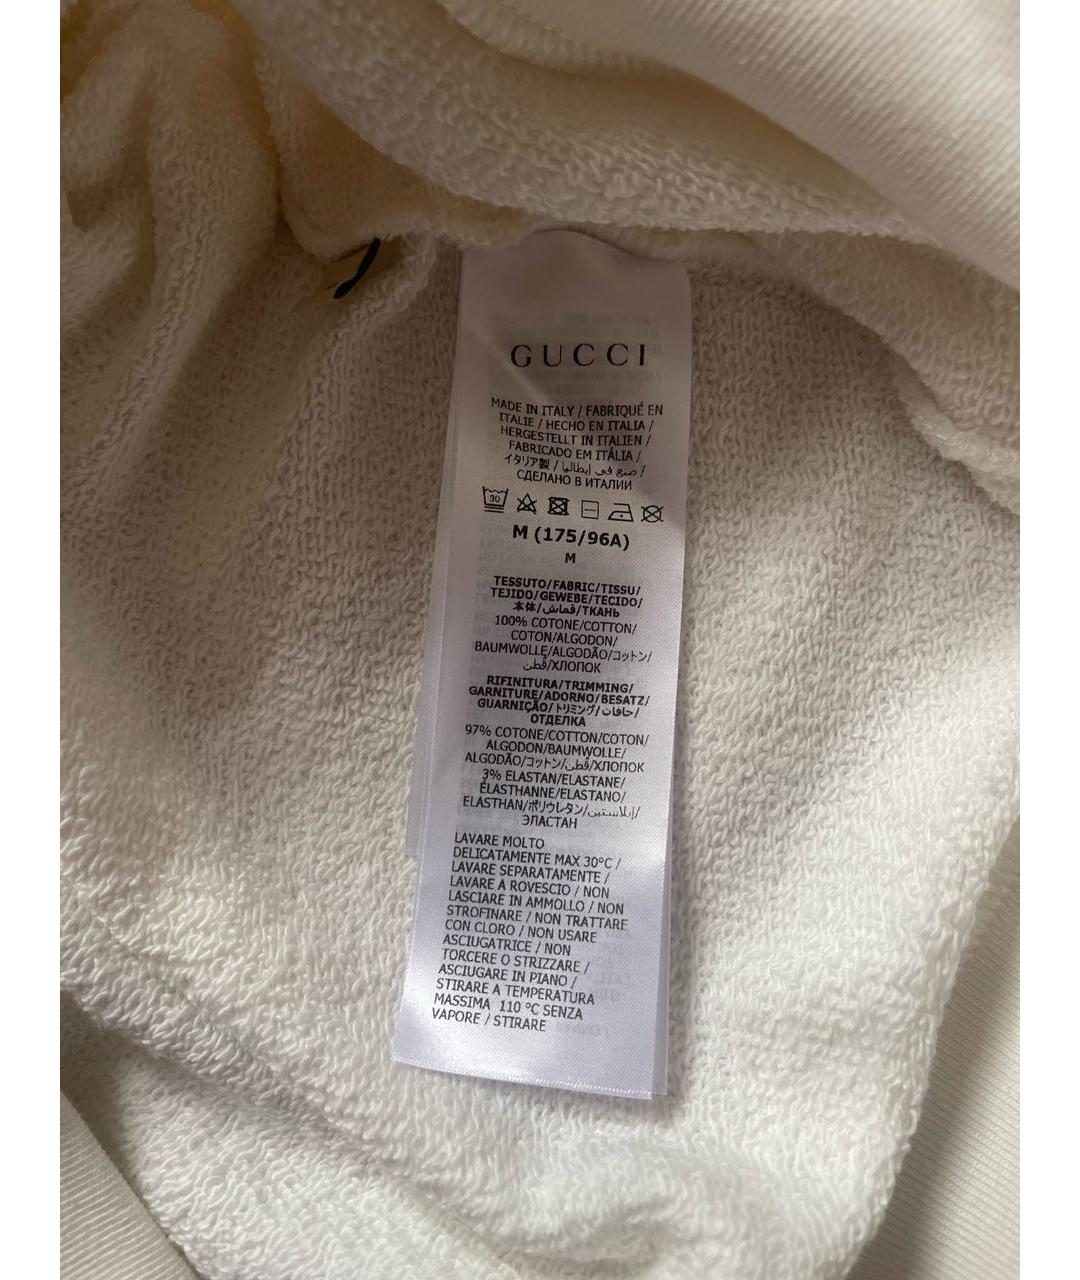 GUCCI
MADE IN ITALY / FABRIQUÉ EN
ITALIE / HECHO EN ITALIA /
HERGESTELLT IN ITALIEN /
FABRICADO EM ITÁLIA /
イタリア製 / صنع في إيطاليا /
СДЕЛАНО В ИТАЛИИ
30
M (175/96A)
M
TESSUTO/FABRIC/TISSU/
TEJIDO/GEWEBE/TECIDO/
本体/قماش/ТКАНЬ
100% COTONE/COTTON/
COTON/ALGODON/
BAUMWOLLE/ALGODÃO/コットン/
قطن/ХЛОПОК
RIFINITURA/TRIMMING/
GARNITURE/ADORNO/BESATZ/
GUARNIÇÃO/トリミング/حافات/
ОТДЕЛКА
97% COTONE/COTTON/COTON/
ALGODON/BAUMWOLLE/
ALGODÃO/コットン/قطن/ХЛОПОК
3% ELASTAN/ELASTANE/
ÉLASTHANNE/ELASTANO/
ELASTHAN/ポリウレタン/إيلاستين/
ЭЛАСТАН
LAVARE MOLTO
DELICATAMENTE MAX 30°C /
LAVARE SEPARATAMENTE /
LAVARE A ROVESCIO / NON
LASCIARE IN AMMOLLO / NON
STROFINARE / NON TRATTARE
CON CLORO / NON USARE
ASCIUGATRICE / NON
TORCERE O STRIZZARE /
ASCIUGARE IN PIANO /
STIRARE A TEMPERATURA
MASSIMA 110 °C SENZA
VAPORE / STIRARE